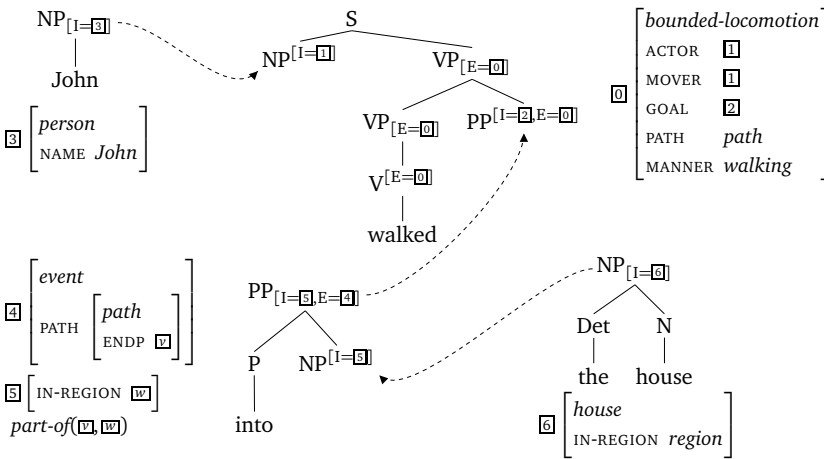 NP[I=3]
John
3 [person
NAME John]
S
NP[I=1]
VP[E=0]
VP[E=0]
PP[I=2,E=0]
V[E=0]
walked
0 [bounded-locomotion
ACTOR 1
MOVER 1
GOAL 2
PATH path
MANNER walking]
4 [event
PATH [path
ENDP v]]
5 [IN-REGION w]
part-of(v,w)
PP[I=5,E=4]
P
NP[I=5]
into
NP[I=6]
Det N
the house
6 [house
IN-REGION region]